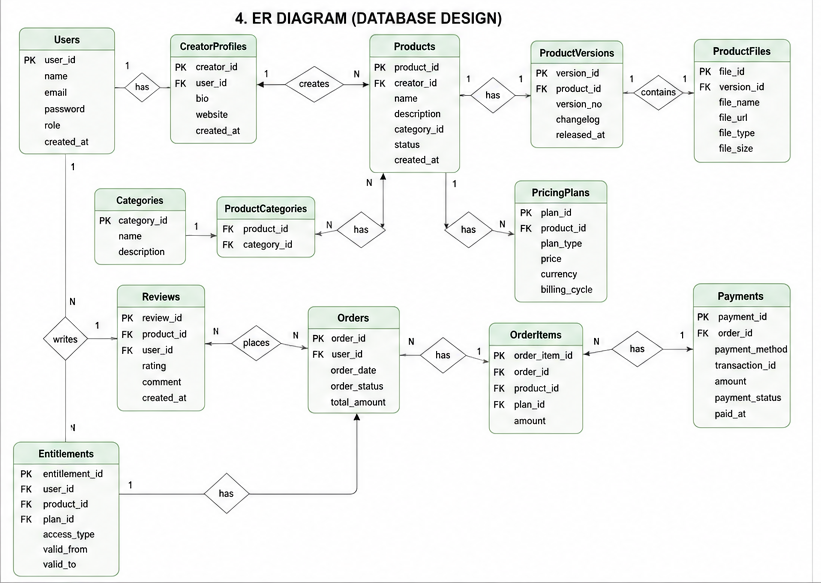 4. ER DIAGRAM (DATABASE DESIGN)
Users
PK user_id
name
email
password
role
created_at
1
has
CreatorProfiles
PK creator_id
FK user_id
bio
website
created_at
1
creates
N
Products
PK product_id
FK creator_id
name
description
category_id
status
created_at
1
has
1
ProductVersions
PK version_id
FK product_id
version_no
changelog
released_at
1
contains
1
ProductFiles
PK file_id
FK version_id
file_name
file_url
file_type
file_size
1
N
1
Categories
PK category_id
name
description
1
ProductCategories
FK product_id
FK category_id
N
has
has
N
PricingPlans
PK plan_id
FK product_id
plan_type
price
currency
billing_cycle
N
writes
1
Reviews
PK review_id
FK product_id
FK user_id
rating
comment
created_at
N
places
N
Orders
PK order_id
FK user_id
order_date
order_status
total_amount
N
has
1
OrderItems
PK order_item_id
FK order_id
FK product_id
FK plan_id
amount
N
has
1
Payments
PK payment_id
FK order_id
payment_method
transaction_id
amount
payment_status
paid_at
Entitlements
PK entitlement_id
FK user_id
FK product_id
FK plan_id
access_type
valid_from
valid_to
1
has